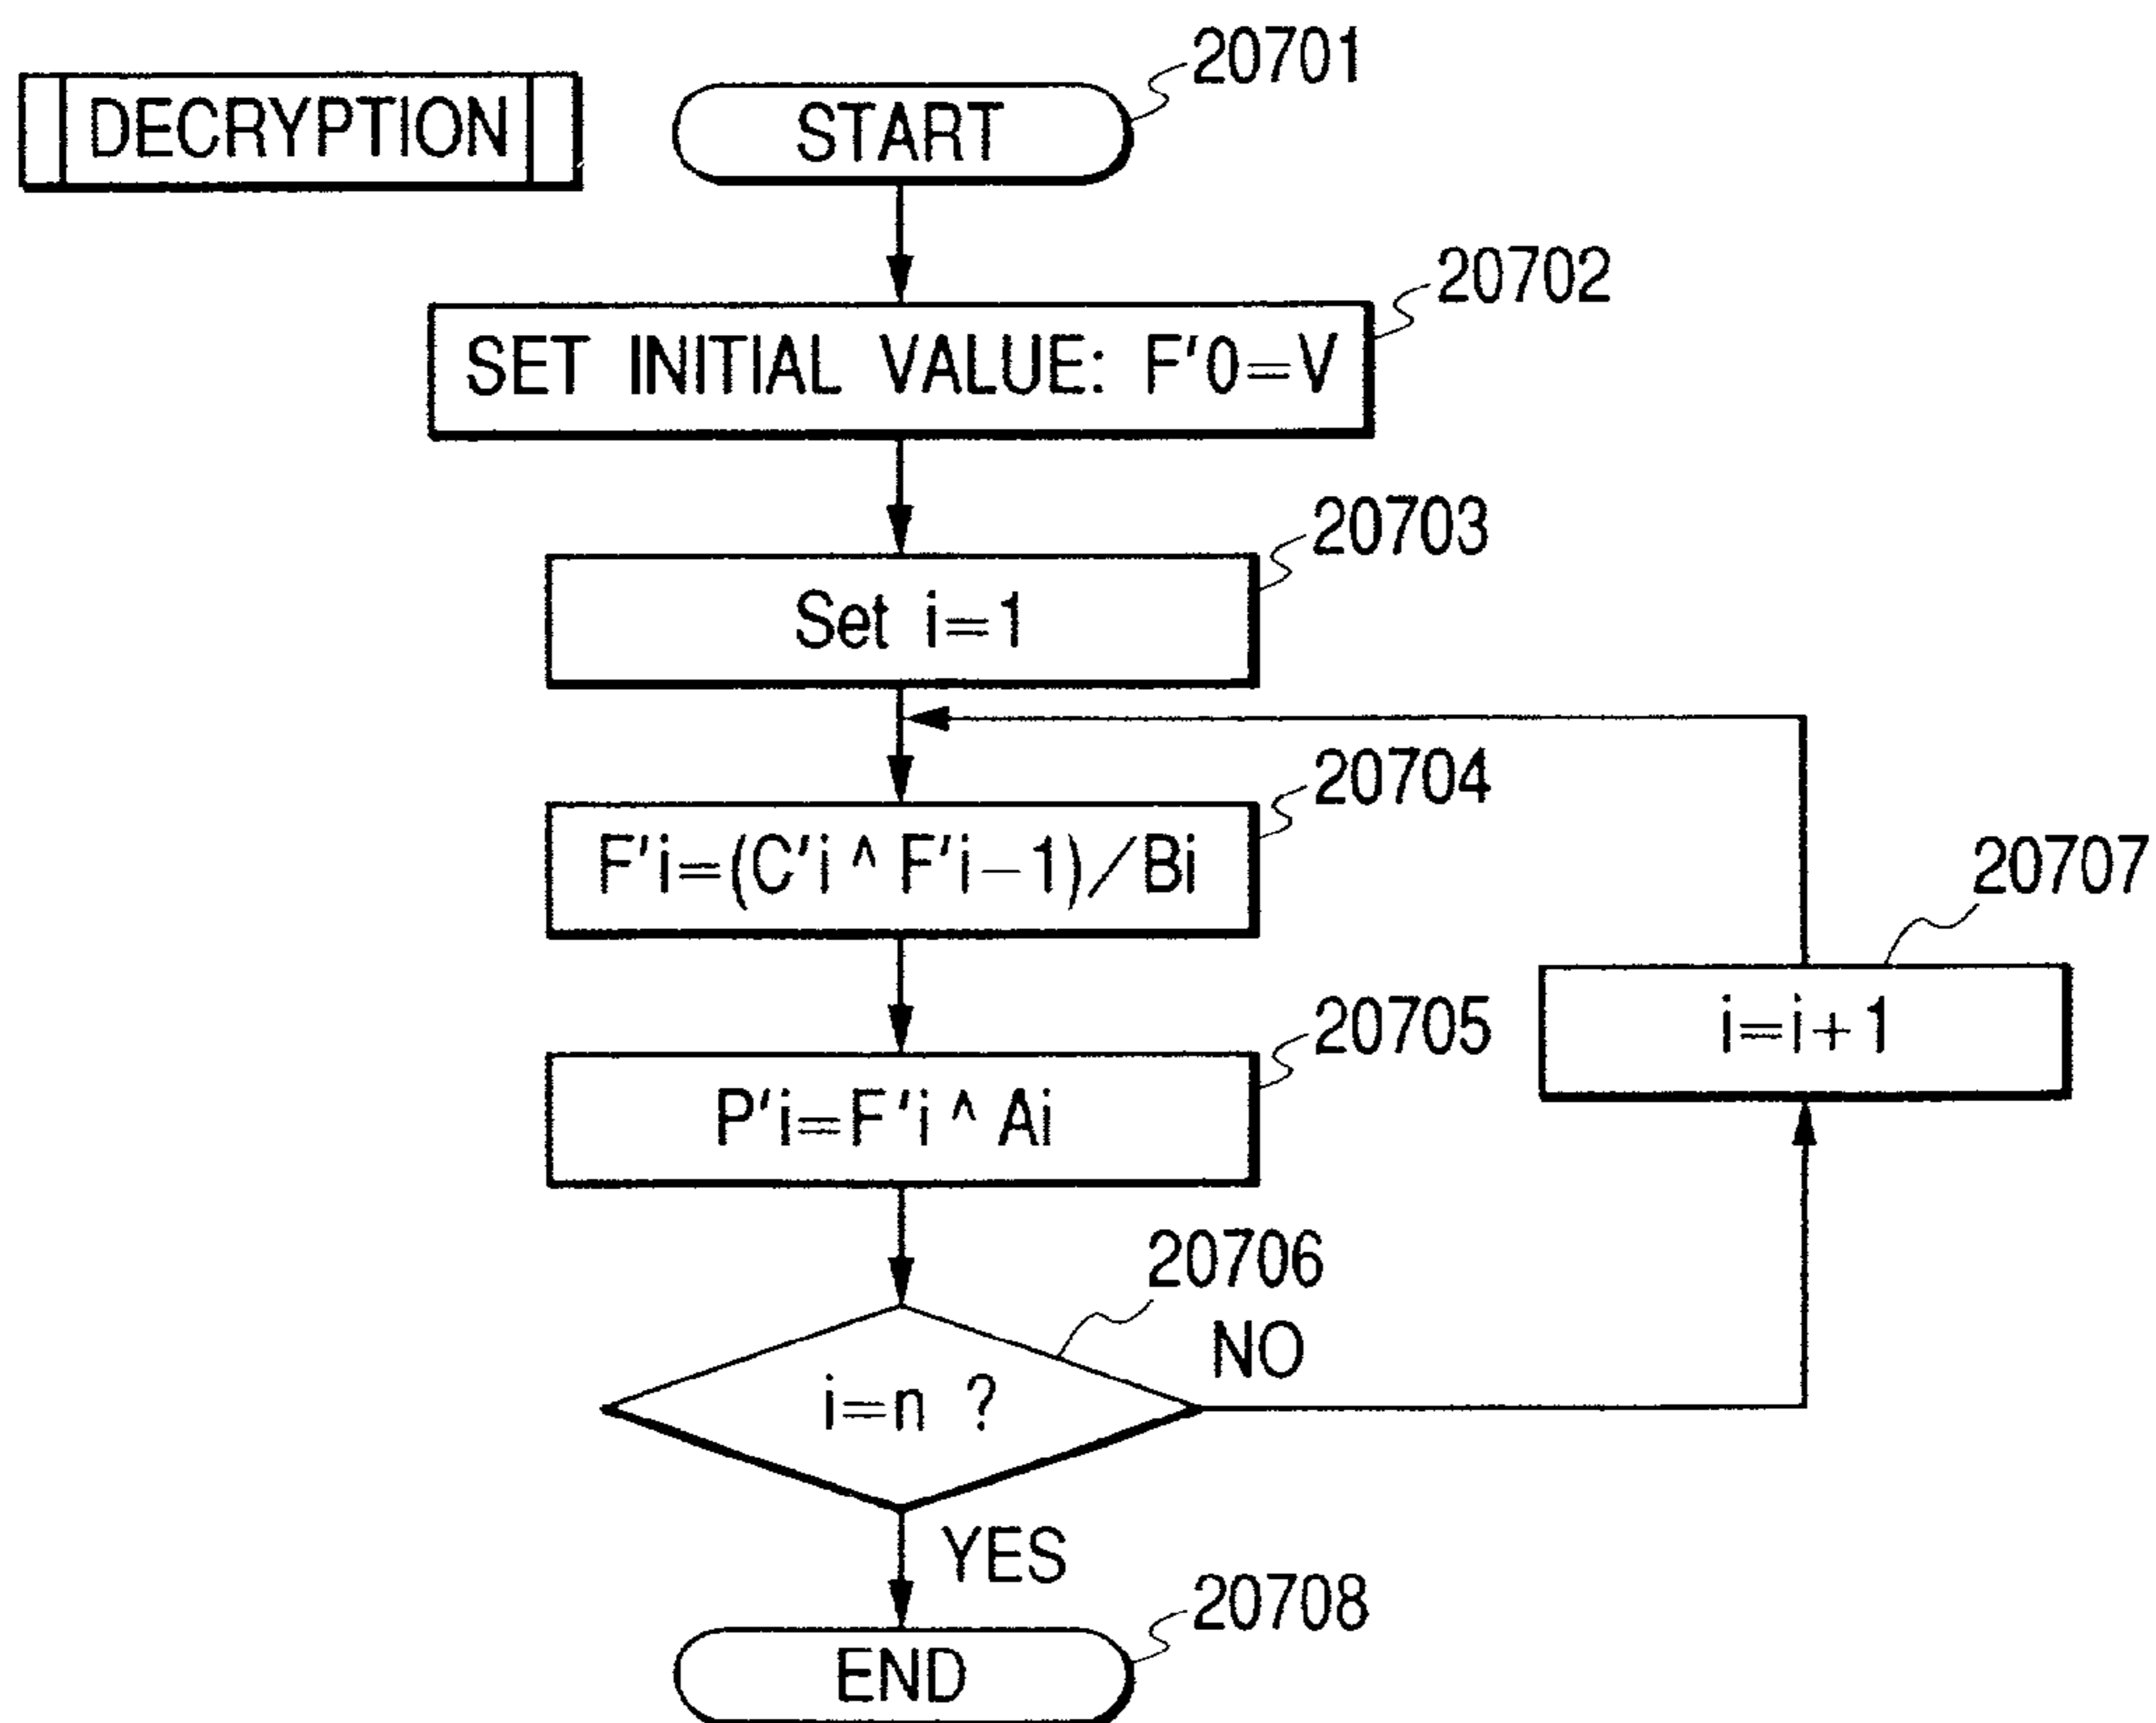 DECRYPTION
START
20701
SET INITIAL VALUE: F'0=V
20702
Set i=1
20703
F'i=(C'i ^ F'i-1)/Bi
20704
P'i=F'i ^ Ai
20705
i=i+1
20707
i=n ?
20706
NO
YES
END
20708